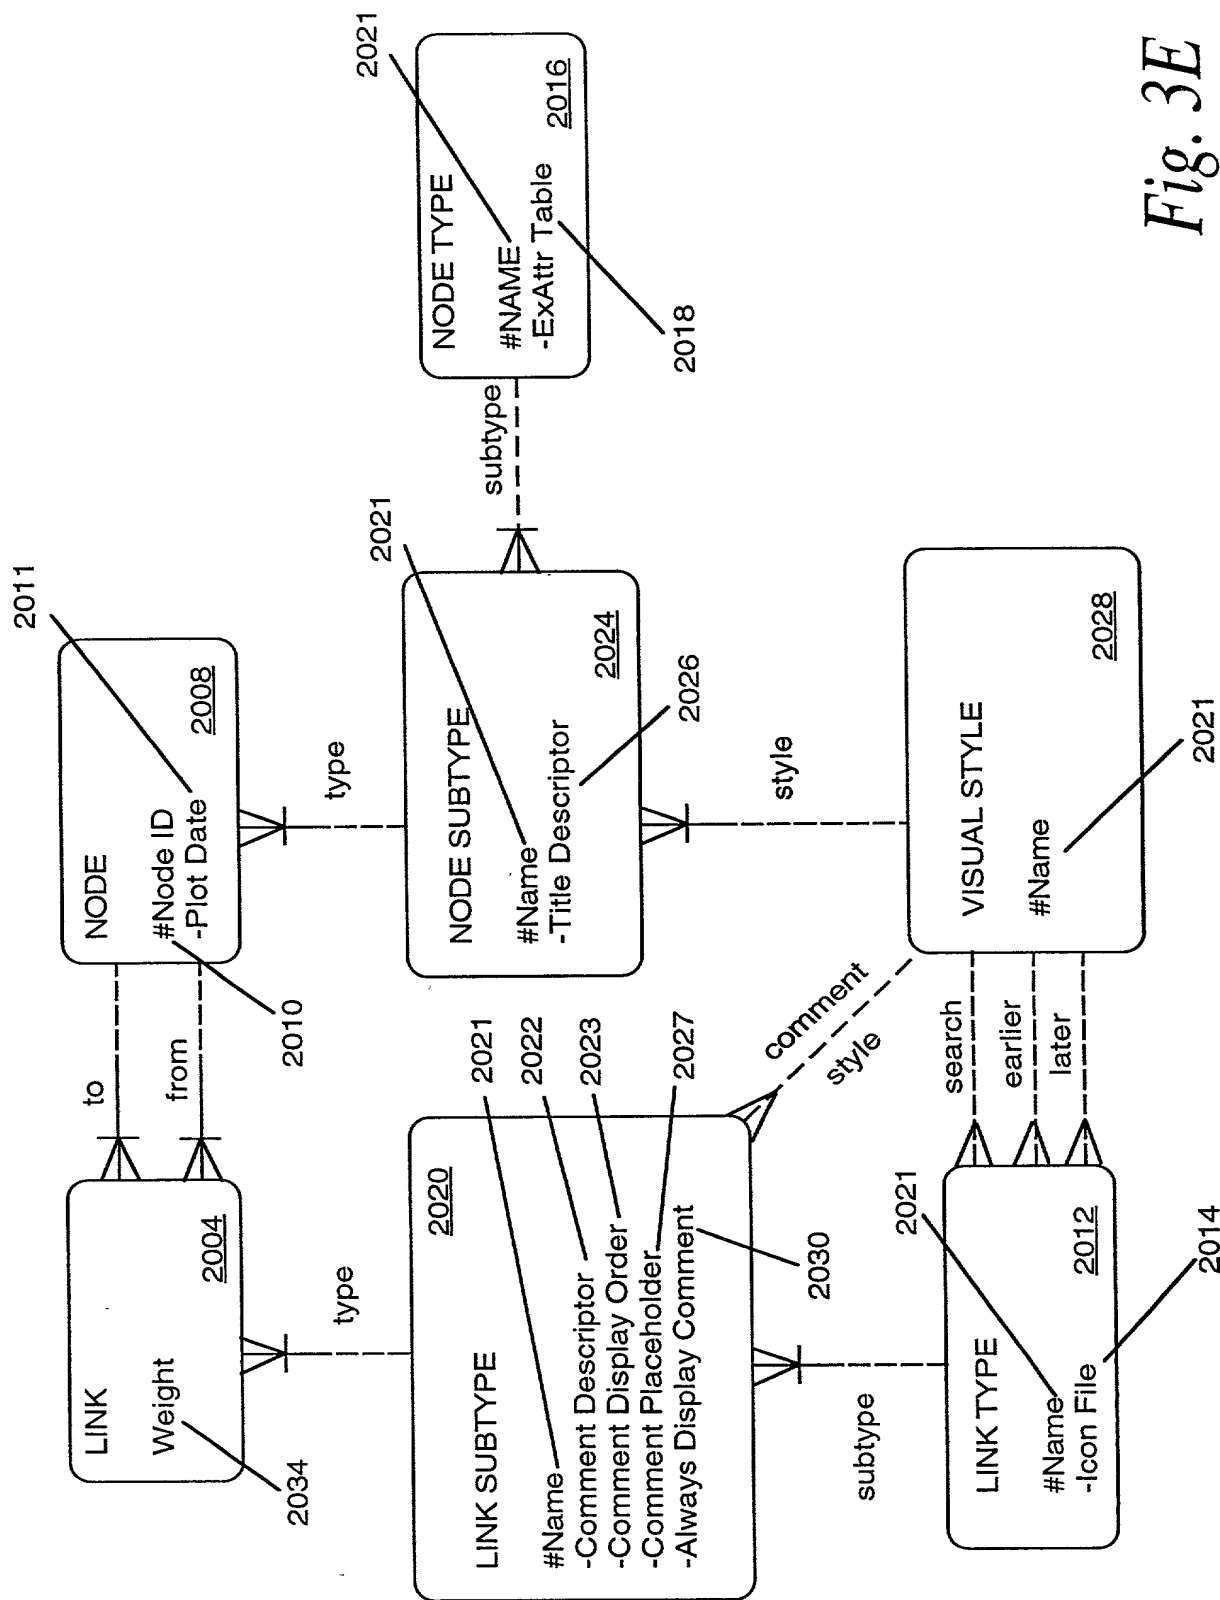 LINK
Weight
2004
2034
to
from
NODE
#Node ID
-Plot Date
2008
2010
2011
type
type
LINK SUBTYPE
2020
#Name
-Comment Descriptor
-Comment Display Order
-Comment Placeholder
-Always Display Comment
2021
2022
2023
2027
2030
NODE SUBTYPE
#Name
-Title Descriptor
2024
2021
2026
subtype
NODE TYPE
#NAME
-ExAttr Table
2016
2021
2018
subtype
comment
style
style
LINK TYPE
#Name
-Icon File
2012
2021
2014
search
earlier
later
VISUAL STYLE
#Name
2028
2021
Fig. 3E